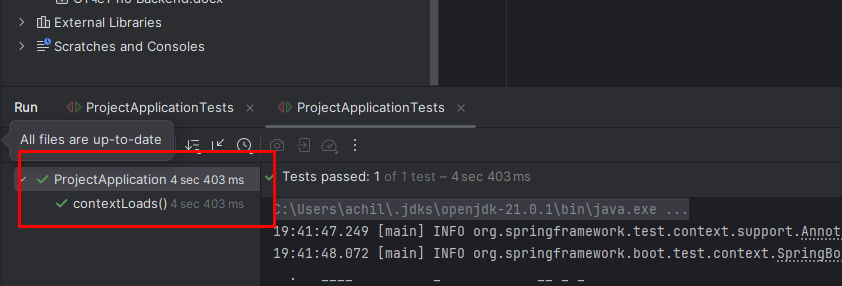 External Libraries
Scratches and Consoles
Run
ProjectApplicationTests
ProjectApplicationTests
All files are up-to-date
ProjectApplication 4 sec 403 ms
contextLoads() 4 sec 403 ms
Tests passed: 1 of 1 test – 4 sec 403 ms
C:\Users\achil\.jdks\openjdk-21.0.1\bin\java.exe ...
19:41:47.249 [main] INFO org.springframework.test.context.support.Annot
19:41:48.072 [main] INFO org.springframework.boot.test.context.SpringBo